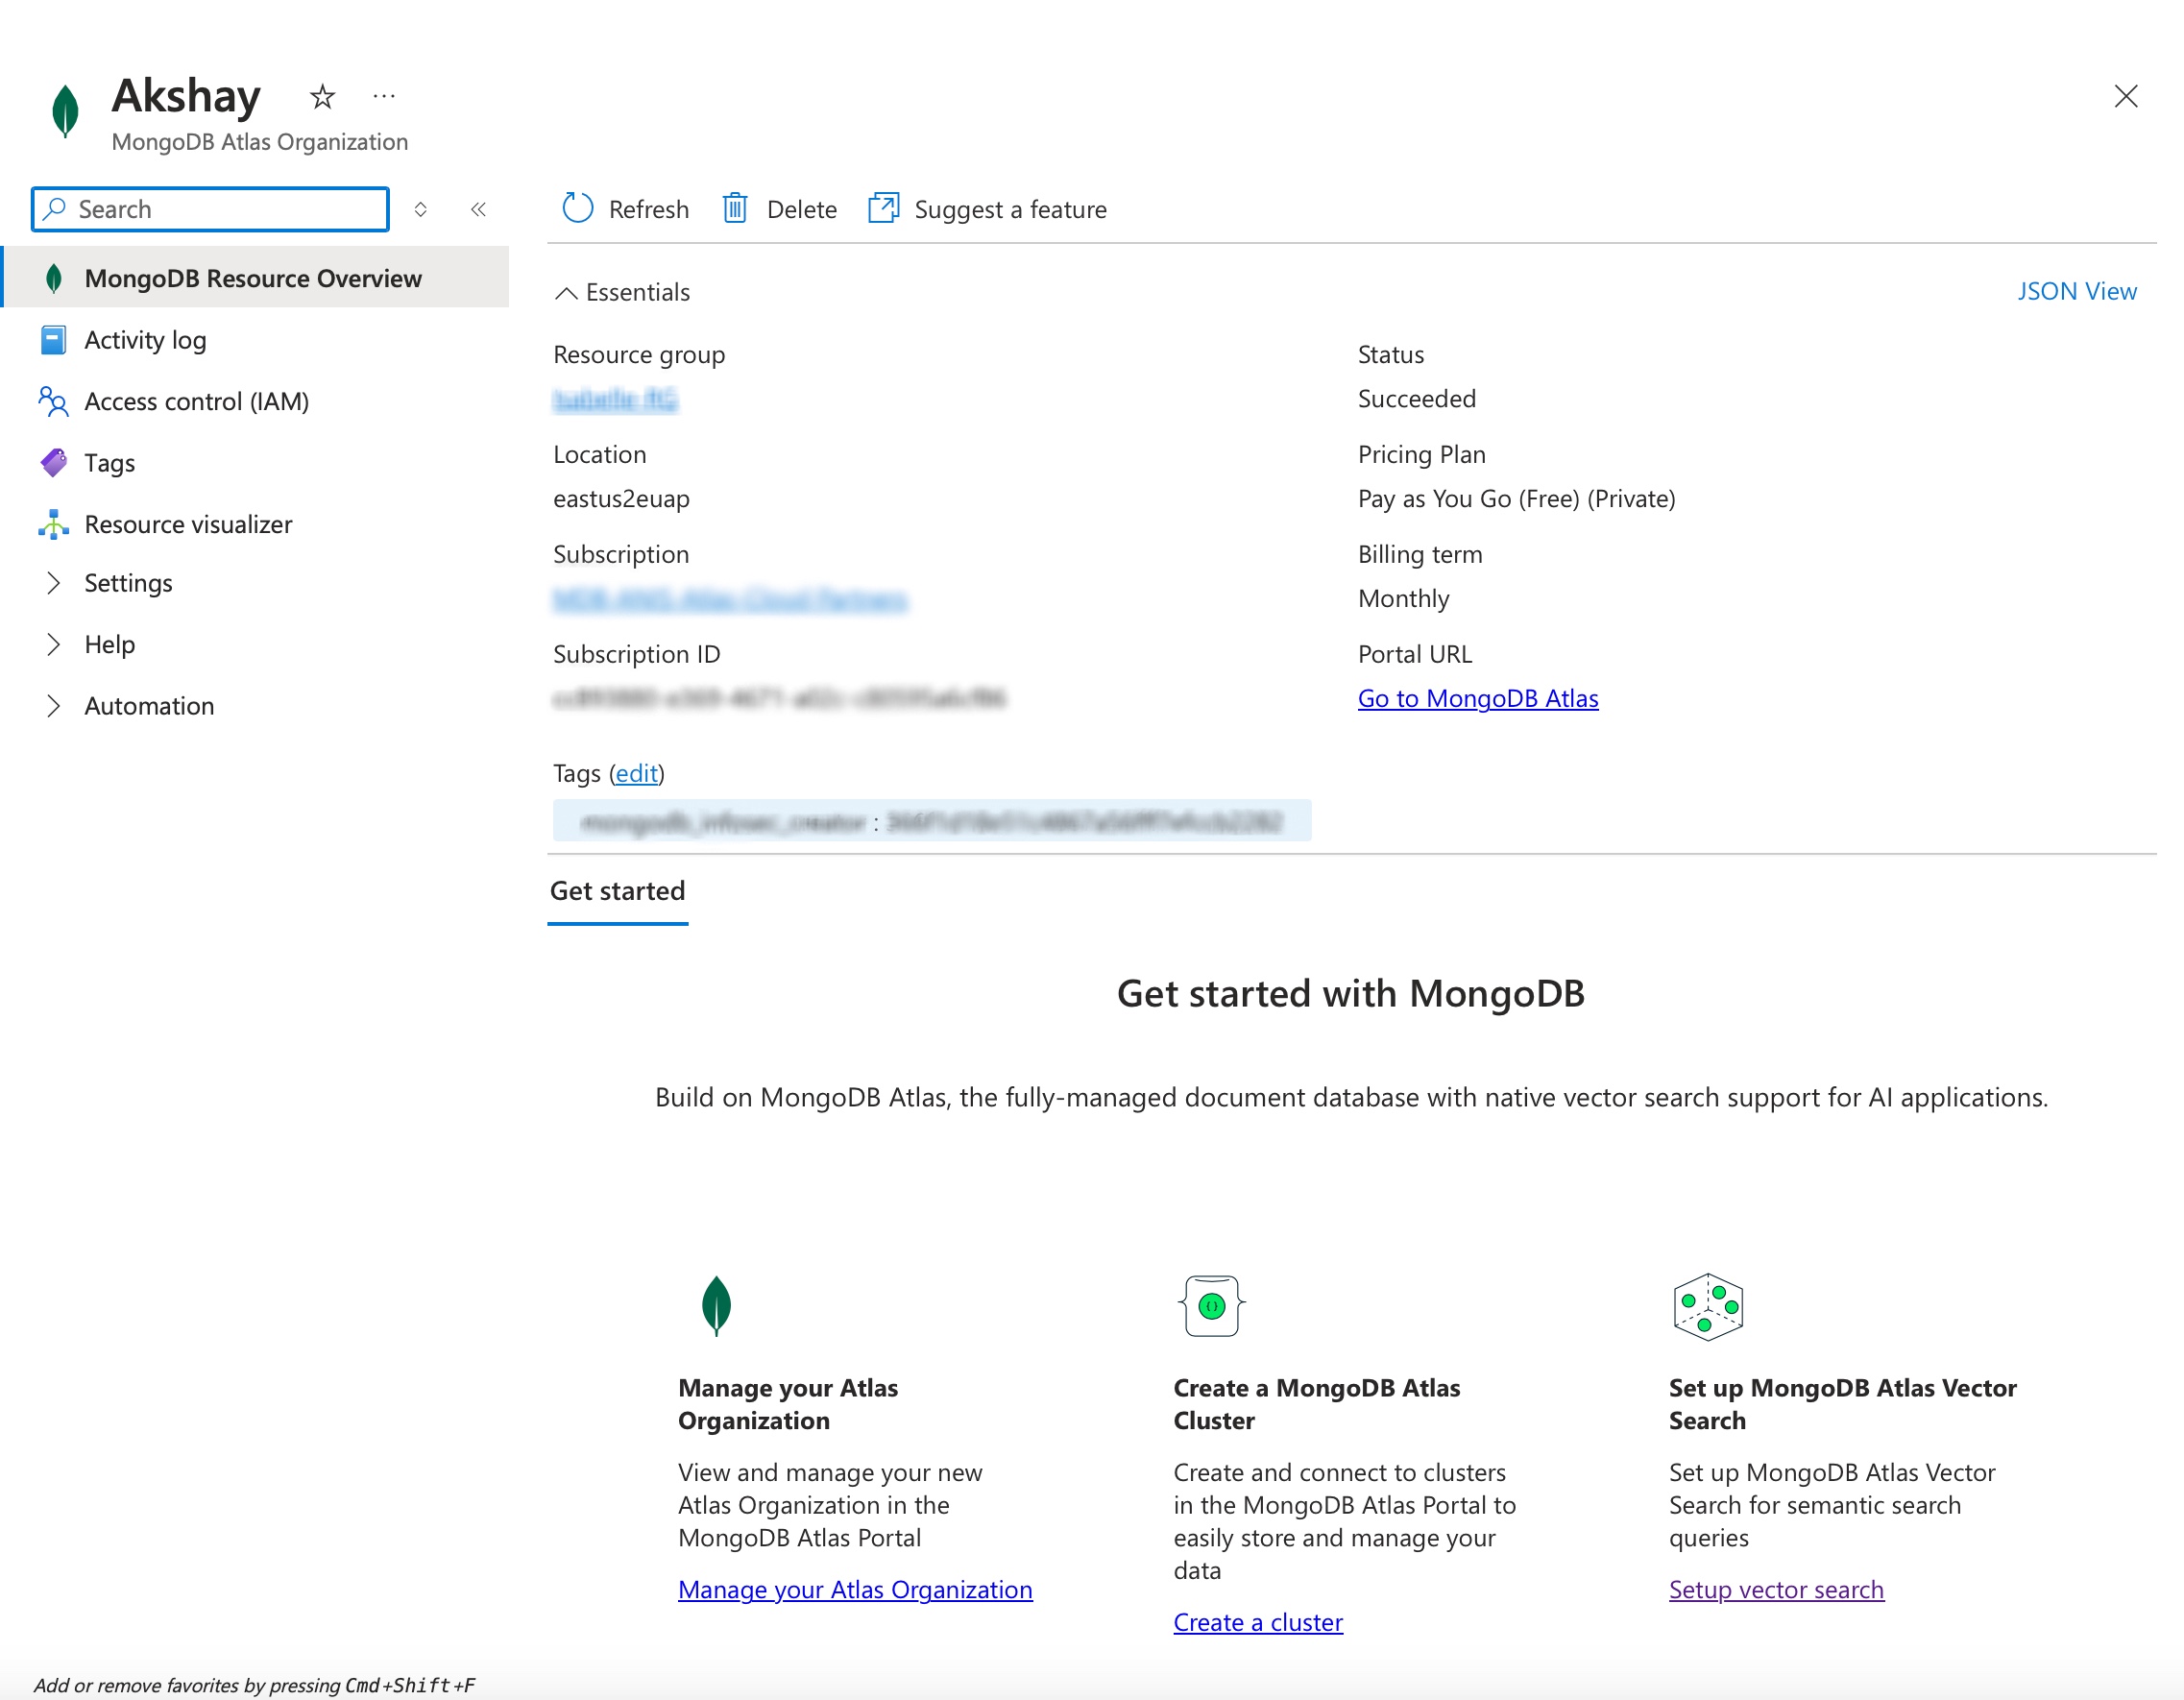 Akshay
MongoDB Atlas Organization
Search
MongoDB Resource Overview
Activity log
Access control (IAM)
Tags
Resource visualizer
Settings
Help
Automation
Refresh
Delete
Suggest a feature
Essentials
JSON View
Resource group
Location
eastus2euap
Subscription
Subscription ID
Status
Succeeded
Pricing Plan
Pay as You Go (Free) (Private)
Billing term
Monthly
Portal URL
Go to MongoDB Atlas
Tags (edit)
:
Get started
Get started with MongoDB
Build on MongoDB Atlas, the fully-managed document database with native vector search support for AI applications.
Manage your Atlas
Organization
View and manage your new
Atlas Organization in the
MongoDB Atlas Portal
Manage your Atlas Organization
Create a MongoDB Atlas
Cluster
Create and connect to clusters
in the MongoDB Atlas Portal to
easily store and manage your
data
Create a cluster
Set up MongoDB Atlas Vector
Search
Set up MongoDB Atlas Vector
Search for semantic search
queries
Setup vector search
Add or remove favorites by pressing Cmd+Shift+F